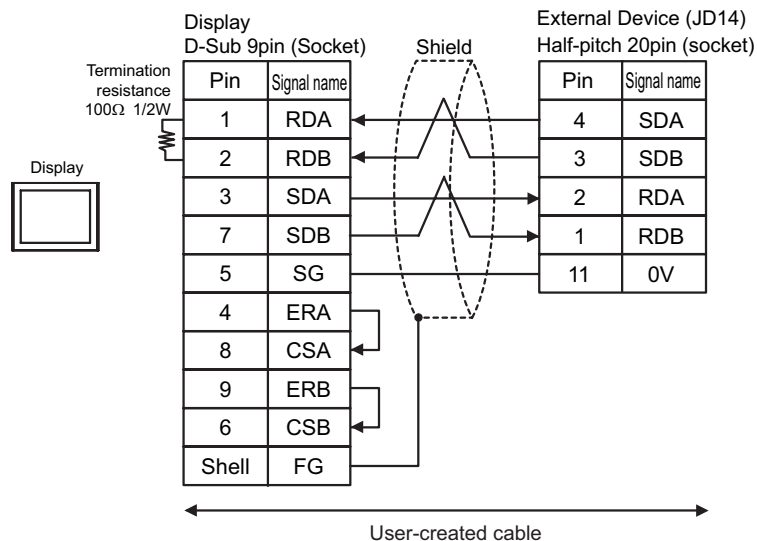 Display
D-Sub 9pin (Socket)
Shield
External Device (JD14)
Half-pitch 20pin (socket)
Termination
resistance
100Ω 1/2W
Display
Pin Signal name
1 RDA
2 RDB
3 SDA
7 SDB
5 SG
4 ERA
8 CSA
9 ERB
6 CSB
Shell FG
Pin Signal name
4 SDA
3 SDB
2 RDA
1 RDB
11 0V
User-created cable